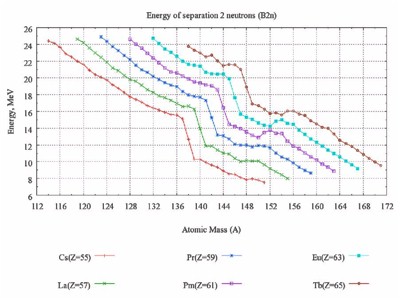 Energy of separation 2 neutrons (B2n)
26
24
22
20
18
16
14
12
10
8
6
Energy, MeV
112 116 120 124 128 132 136 140 144 148 152 156 160 164 168 172
Atomic Mass (A)
Cs(Z=55) Pr(Z=59) Eu(Z=63)
La(Z=57) Pm(Z=61) Tb(Z=65)